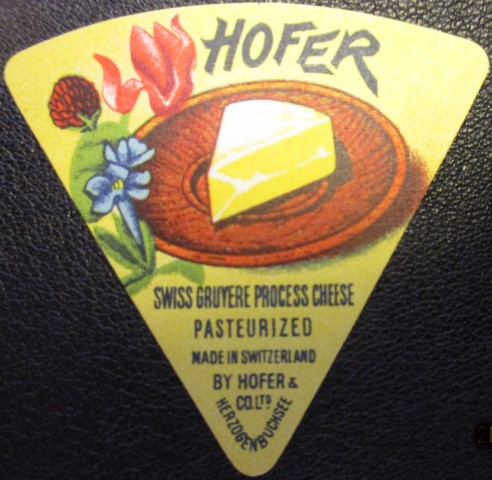 HOFER
SWISS GRUYERE PROCESS CHEESE
PASTEURIZED
MADE IN SWITZERLAND
BY HOFER &
CO. LTD
HERZOGENBUCHSEE